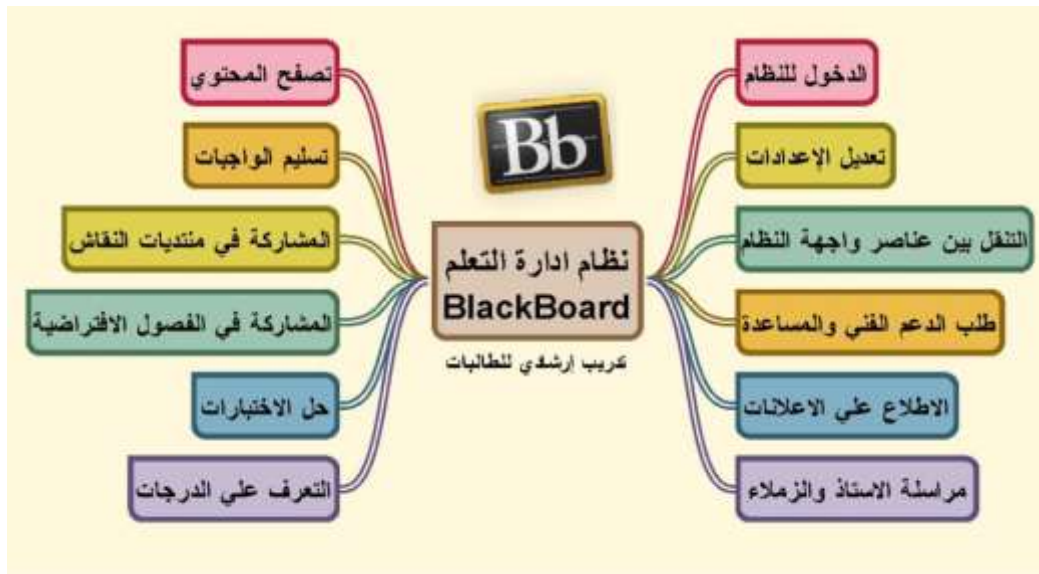 Bb
نظام ادارة التعلم
BlackBoard
تدريب إرشادي للطالبات
الدخول للنظام
تعديل الإعدادات
التنقل بين عناصر واجهة النظام
طلب الدعم الفني والمساعدة
الاطلاع علي الاعلانات
مراسلة الاستاذ والزملاء
تصفح المحتوي
تسليم الواجبات
المشاركة في منتديات النقاش
المشاركة في الفصول الافتراضية
حل الاختبارات
التعرف علي الدرجات